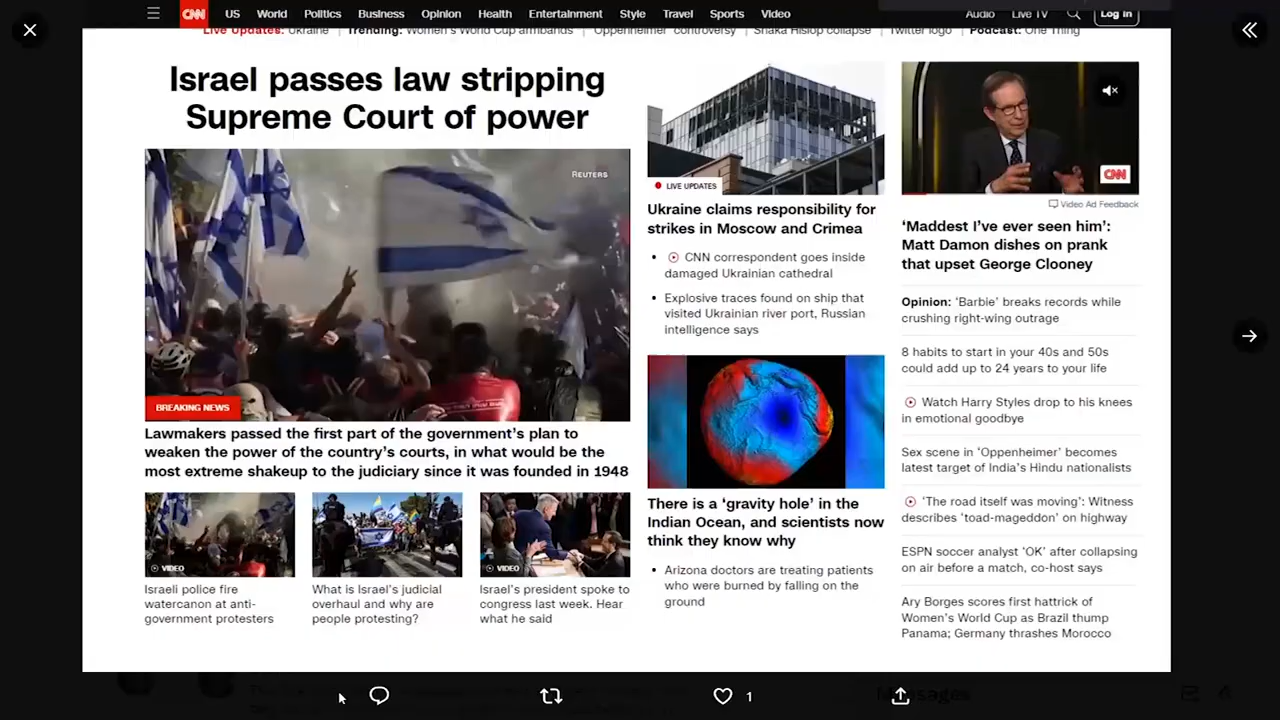 CNN
US
World
Politics
Business
Opinion
Health
Entertainment
Style
Travel
Sports
Video
Audio
Live TV
Log In
Live Updates: Ukraine
Trending: Women's World Cup armbands
'Oppenheimer' controversy
Shaka Hislop collapse
Twitter logo
Podcast: One Thing
Israel passes law stripping
Supreme Court of power
REUTERS
BREAKING NEWS
Lawmakers passed the first part of the government's plan to
weaken the power of the country's courts, in what would be the
most extreme shakeup to the judiciary since it was founded in 1948
VIDEO
Israeli police fire
watercanon at anti-
government protesters
What is Israel's judicial
overhaul and why are
people protesting?
VIDEO
Israel's president spoke to
congress last week. Hear
what he said
LIVE UPDATES
Ukraine claims responsibility for
strikes in Moscow and Crimea
CNN correspondent goes inside
damaged Ukrainian cathedral
Explosive traces found on ship that
visited Ukrainian river port, Russian
intelligence says
There is a 'gravity hole' in the
Indian Ocean, and scientists now
think they know why
Arizona doctors are treating patients
who were burned by falling on the
ground
CNN
Video Ad Feedback
'Maddest I've ever seen him':
Matt Damon dishes on prank
that upset George Clooney
Opinion: 'Barbie' breaks records while
crushing right-wing outrage
8 habits to start in your 40s and 50s
could add up to 24 years to your life
Watch Harry Styles drop to his knees
in emotional goodbye
Sex scene in 'Oppenheimer' becomes
latest target of India's Hindu nationalists
'The road itself was moving': Witness
describes 'toad-mageddon' on highway
ESPN soccer analyst 'OK' after collapsing
on air before a match, co-host says
Ary Borges scores first hattrick of
Women's World Cup as Brazil thump
Panama; Germany thrashes Morocco
1
Messages